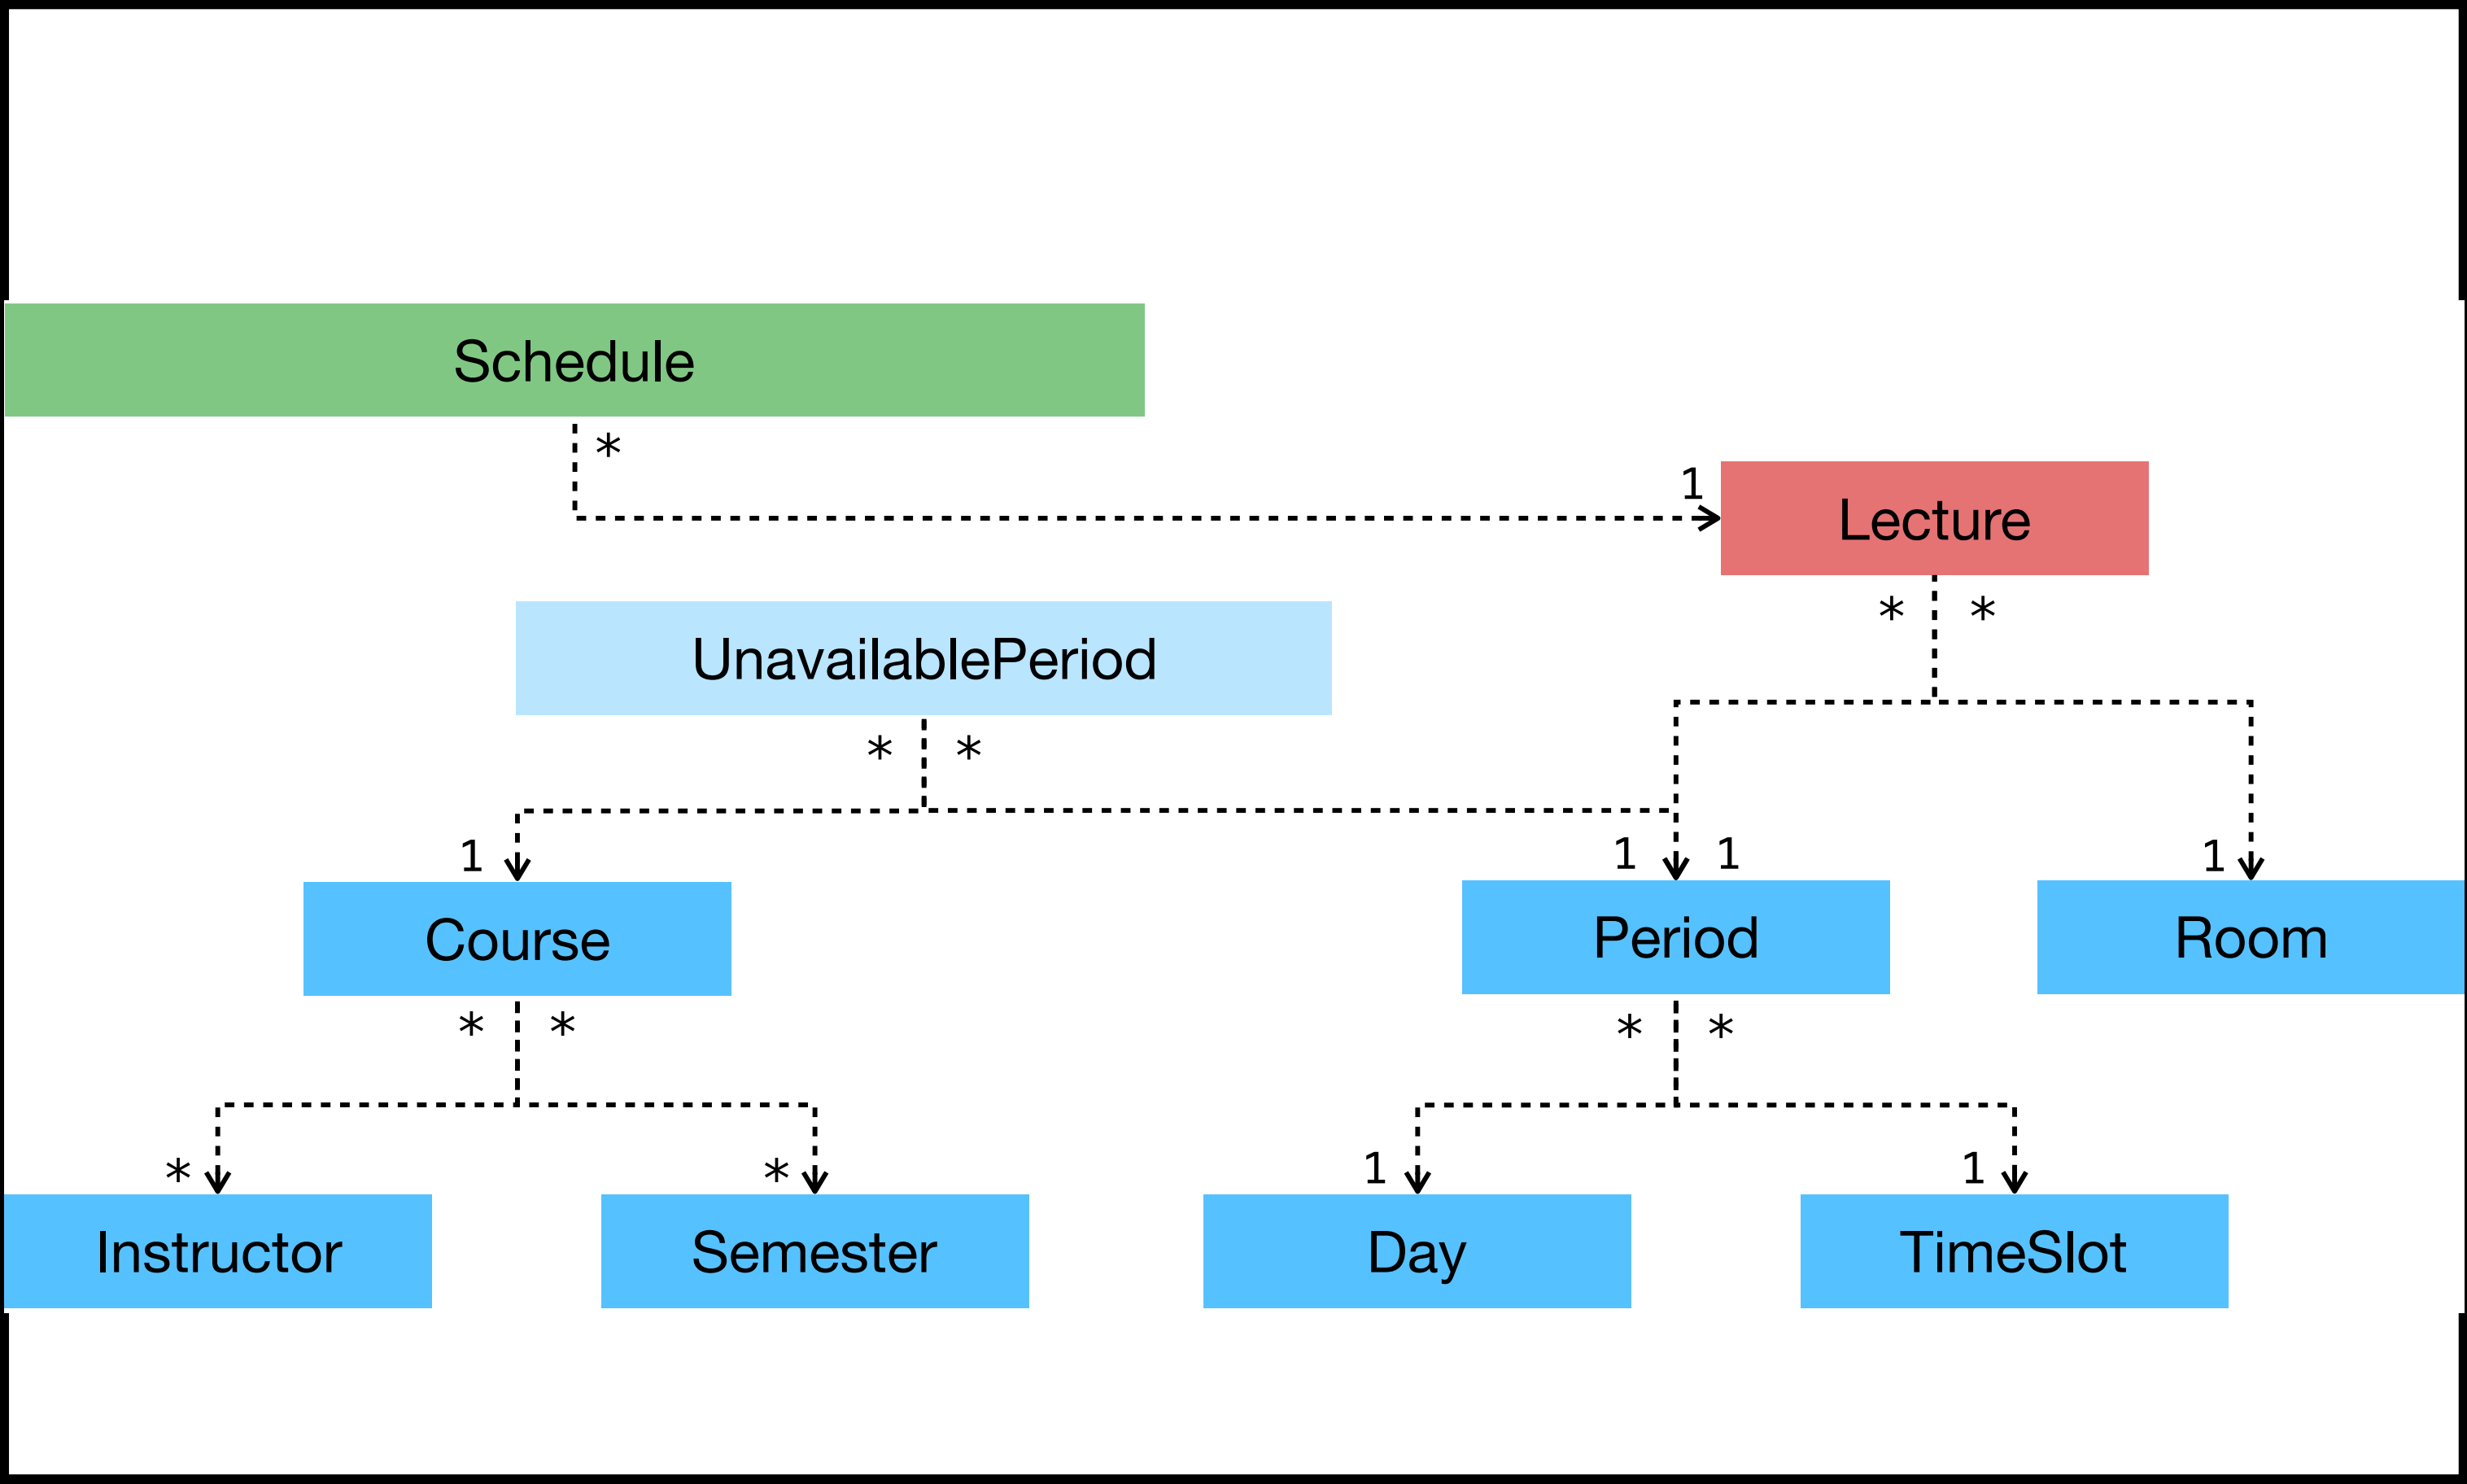 Schedule
*
1
Lecture
* *
UnavailablePeriod
* *
1
1 1
1
Course
Period
Room
* *
* *
*
*
1
1
Instructor
Semester
Day
TimeSlot